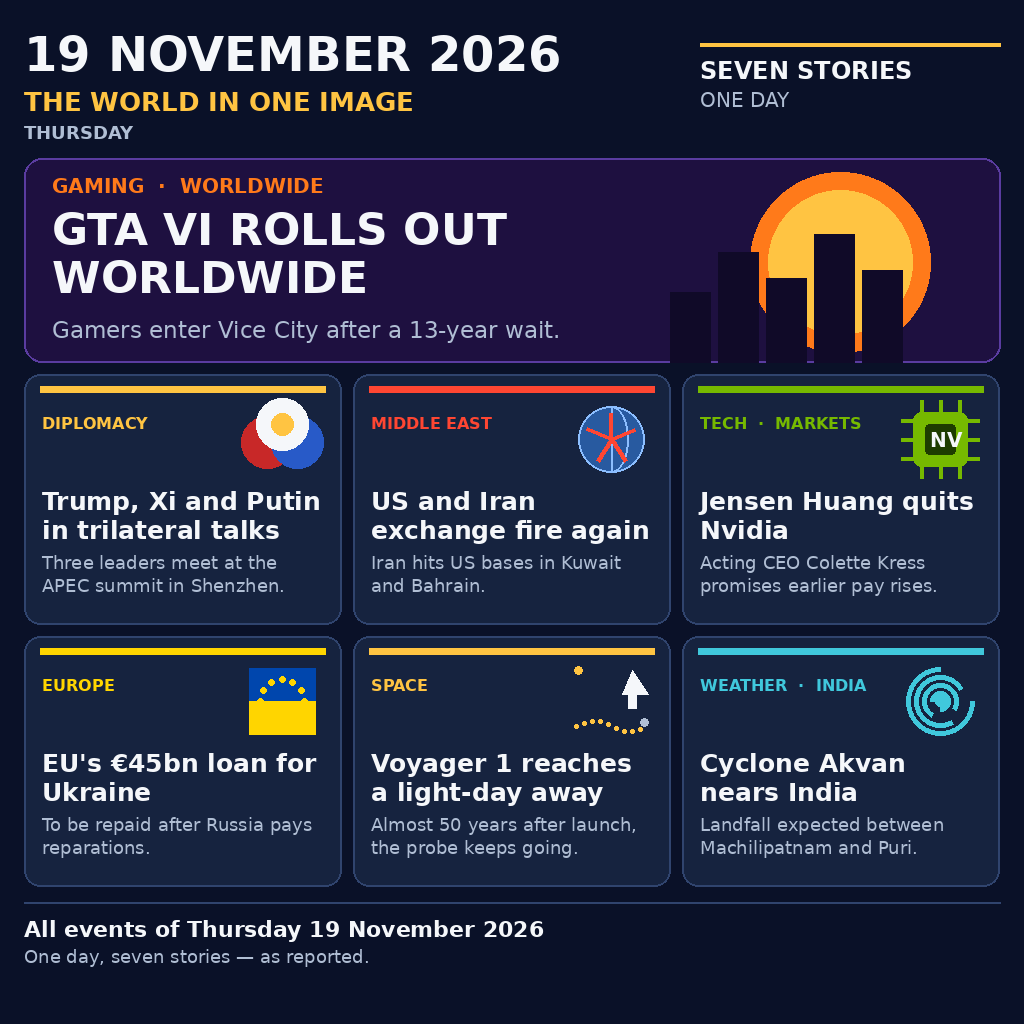 19 NOVEMBER 2026
THE WORLD IN ONE IMAGE
THURSDAY
SEVEN STORIES
ONE DAY
GAMING · WORLDWIDE
GTA VI ROLLS OUT
WORLDWIDE
Gamers enter Vice City after a 13-year wait.
DIPLOMACY
Trump, Xi and Putin
in trilateral talks
Three leaders meet at the
APEC summit in Shenzhen.
MIDDLE EAST
US and Iran
exchange fire again
Iran hits US bases in Kuwait
and Bahrain.
TECH · MARKETS
NV
Jensen Huang quits
Nvidia
Acting CEO Colette Kress
promises earlier pay rises.
EUROPE
EU's €45bn loan for
Ukraine
To be repaid after Russia pays
reparations.
SPACE
Voyager 1 reaches
a light-day away
Almost 50 years after launch,
the probe keeps going.
WEATHER · INDIA
Cyclone Akvan
nears India
Landfall expected between
Machilipatnam and Puri.
All events of Thursday 19 November 2026
One day, seven stories — as reported.